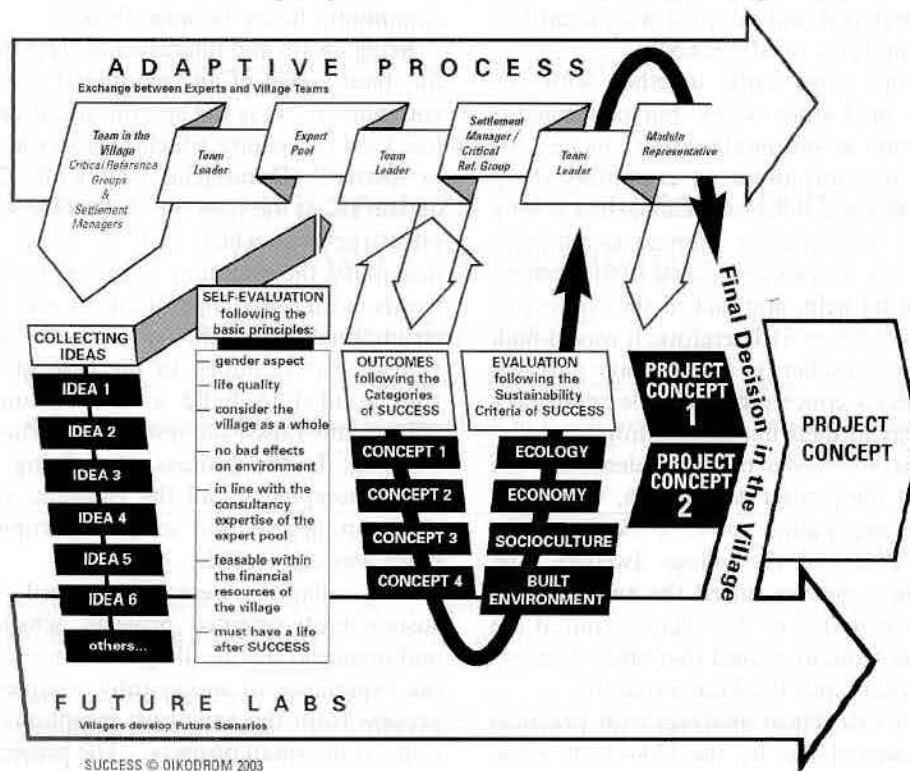 ADAPTIVE PROCESS
Exchange between Experts and Village Teams
Team in the
Village
Critical Reference
Groups
&
Settlement
Managers
Team
Leader
Expert
Pool
Team
Leader
Settlement
Manager /
Critical
Ref. Group
Team
Leader
Madula
Representative
COLLECTING
IDEAS
IDEA 1
IDEA 2
IDEA 3
IDEA 4
IDEA 5
IDEA 6
others...
SELF-EVALUATION
following the
basic principles:
gender aspect
life quality
consider the
village as a whole
no bad effects
on environment
in line with the
consultancy
expertise of the
expert pool
feasable within
the financial
resources of
the village
must have a life
after SUCCESS
OUTCOMES
following the
Categories
of SUCCESS
CONCEPT 1
CONCEPT 2
CONCEPT 3
CONCEPT 4
EVALUATION
following the
Sustainability
Criteria of SUCCESS
ECOLOGY
ECONOMY
SOCIOCULTURE
BUILT
ENVIRONMENT
PROJECT
CONCEPT
1
PROJECT
CONCEPT
2
Final Decision in the Village
PROJECT
CONCEPT
FUTURE LABS
Villagers develop Future Scenarios
SUCCESS © OIKODROM 2003